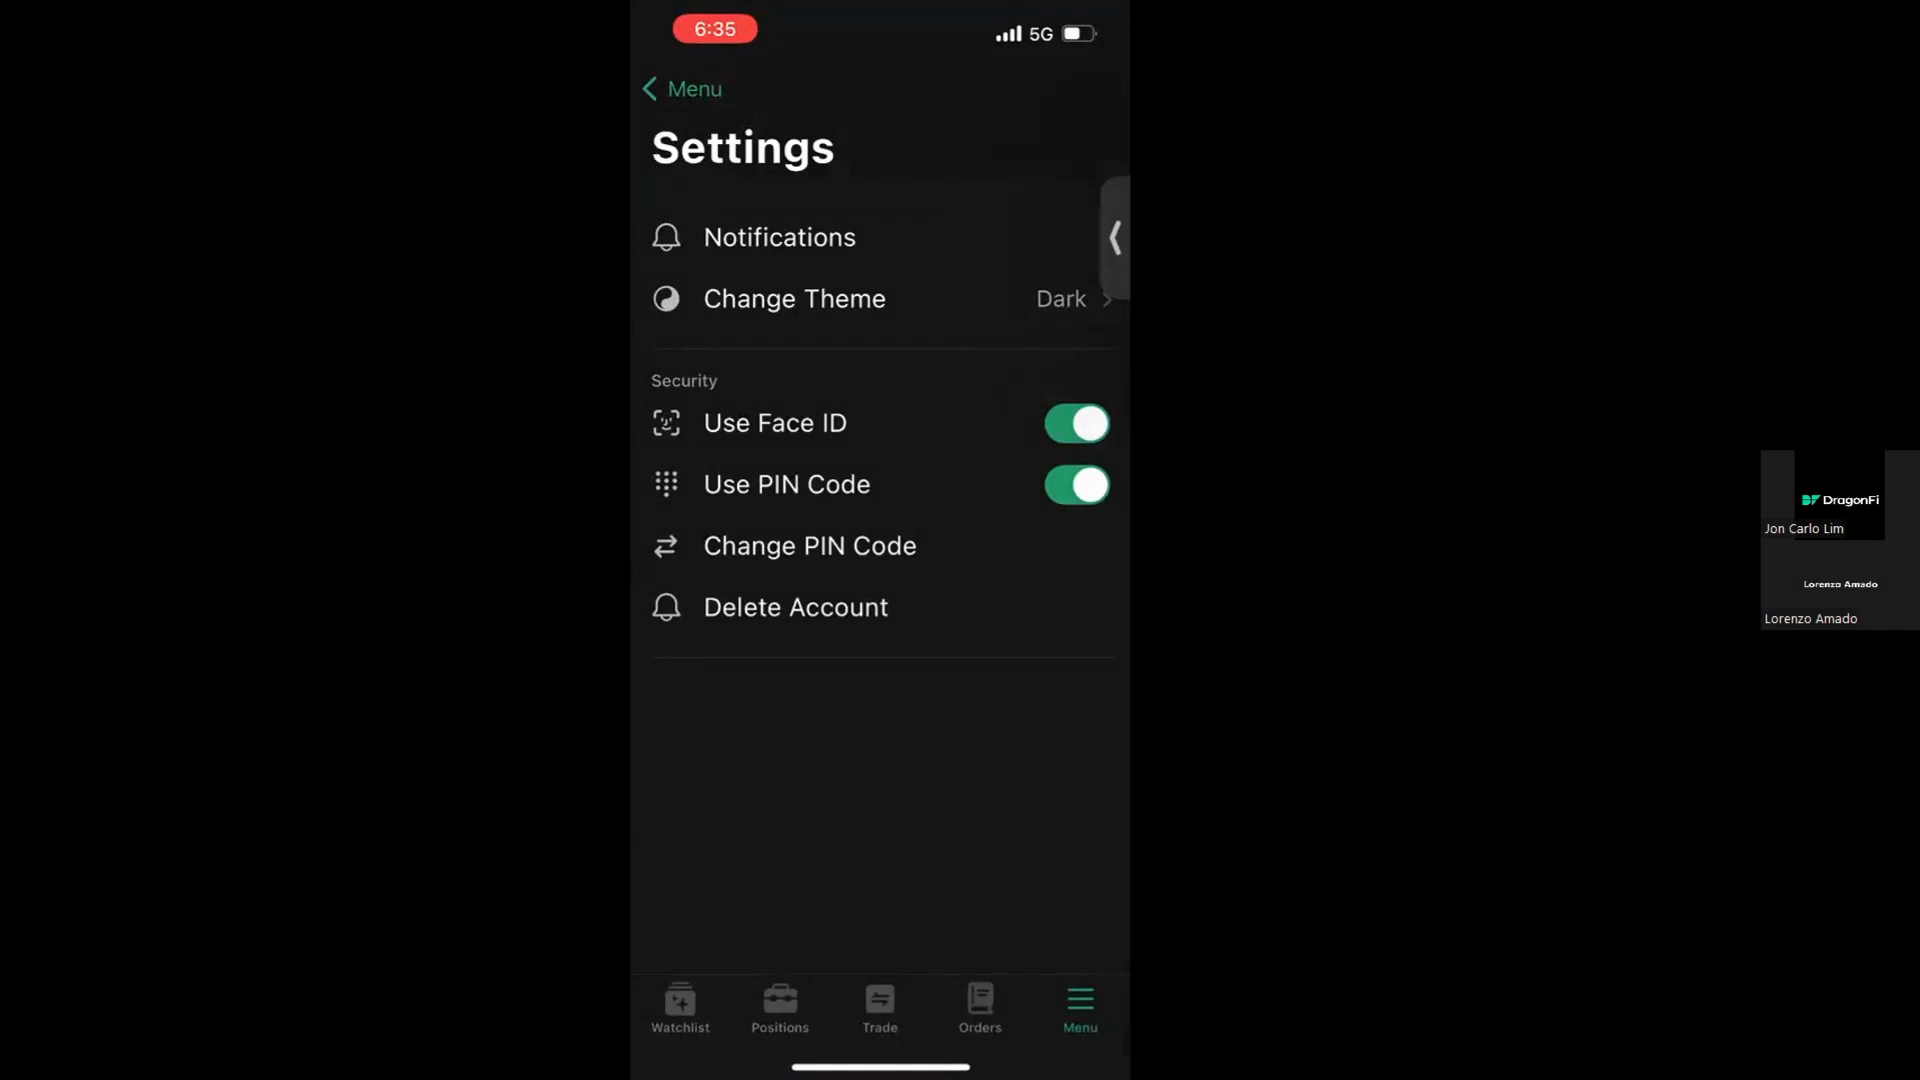 6:35
5G
Menu
Settings
Notifications
Change Theme
Dark
Security
Use Face ID
Use PIN Code
Change PIN Code
Delete Account
Watchlist
Positions
Trade
Orders
Menu
DragonFi
Jon Carlo Lim
Lorenzo Amado
Lorenzo Amado